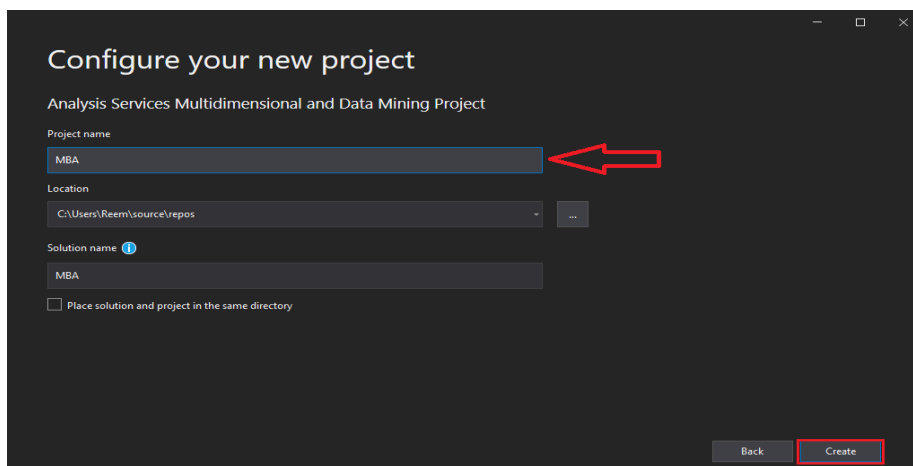 Configure your new project
Analysis Services Multidimensional and Data Mining Project
Project name
MBA
Location
C:\Users\Reem\source\repos
...
Solution name
MBA
Place solution and project in the same directory
Back
Create